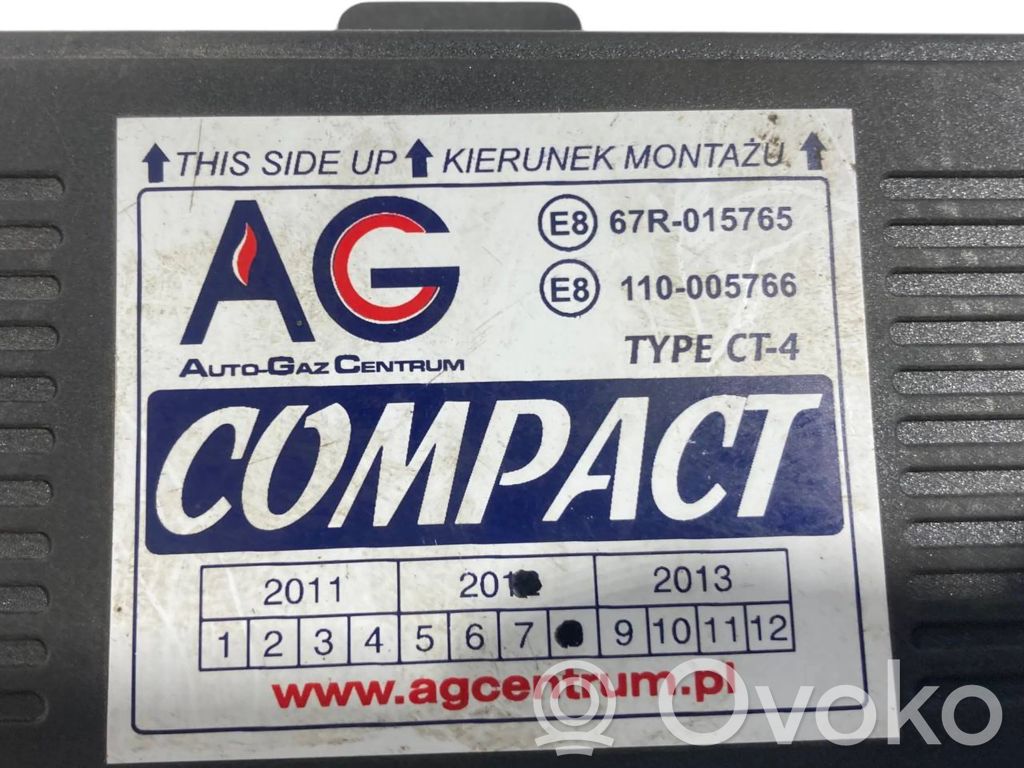 THIS SIDE UP KIERUNEK MONTAŻU
AG
AUTO-GAZ CENTRUM
E8 67R-015765
E8 110-005766
TYPE CT-4
COMPACT
2011 2013
1 2 3 4 5 6 7 9 10 11 12
www.agcentrum.pl
Ovoko